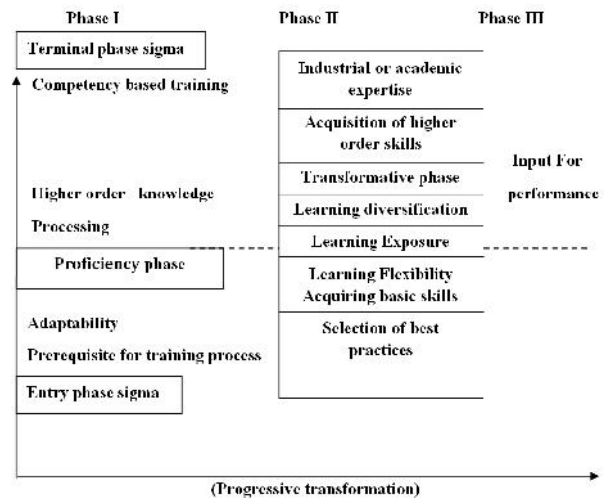 Phase I
Phase II
Phase III
Terminal phase sigma
Competency based training
Higher order knowledge
Processing
Proficiency phase
Adaptability
Prerequisite for training process
Entry phase sigma
Industrial or academic
expertise
Acquisition of higher
order skills
Transformative phase
Learning diversification
Learning Exposure
Learning Flexibility
Acquiring basic skills
Selection of best
practices
Input For
performance
(Progressive transformation)